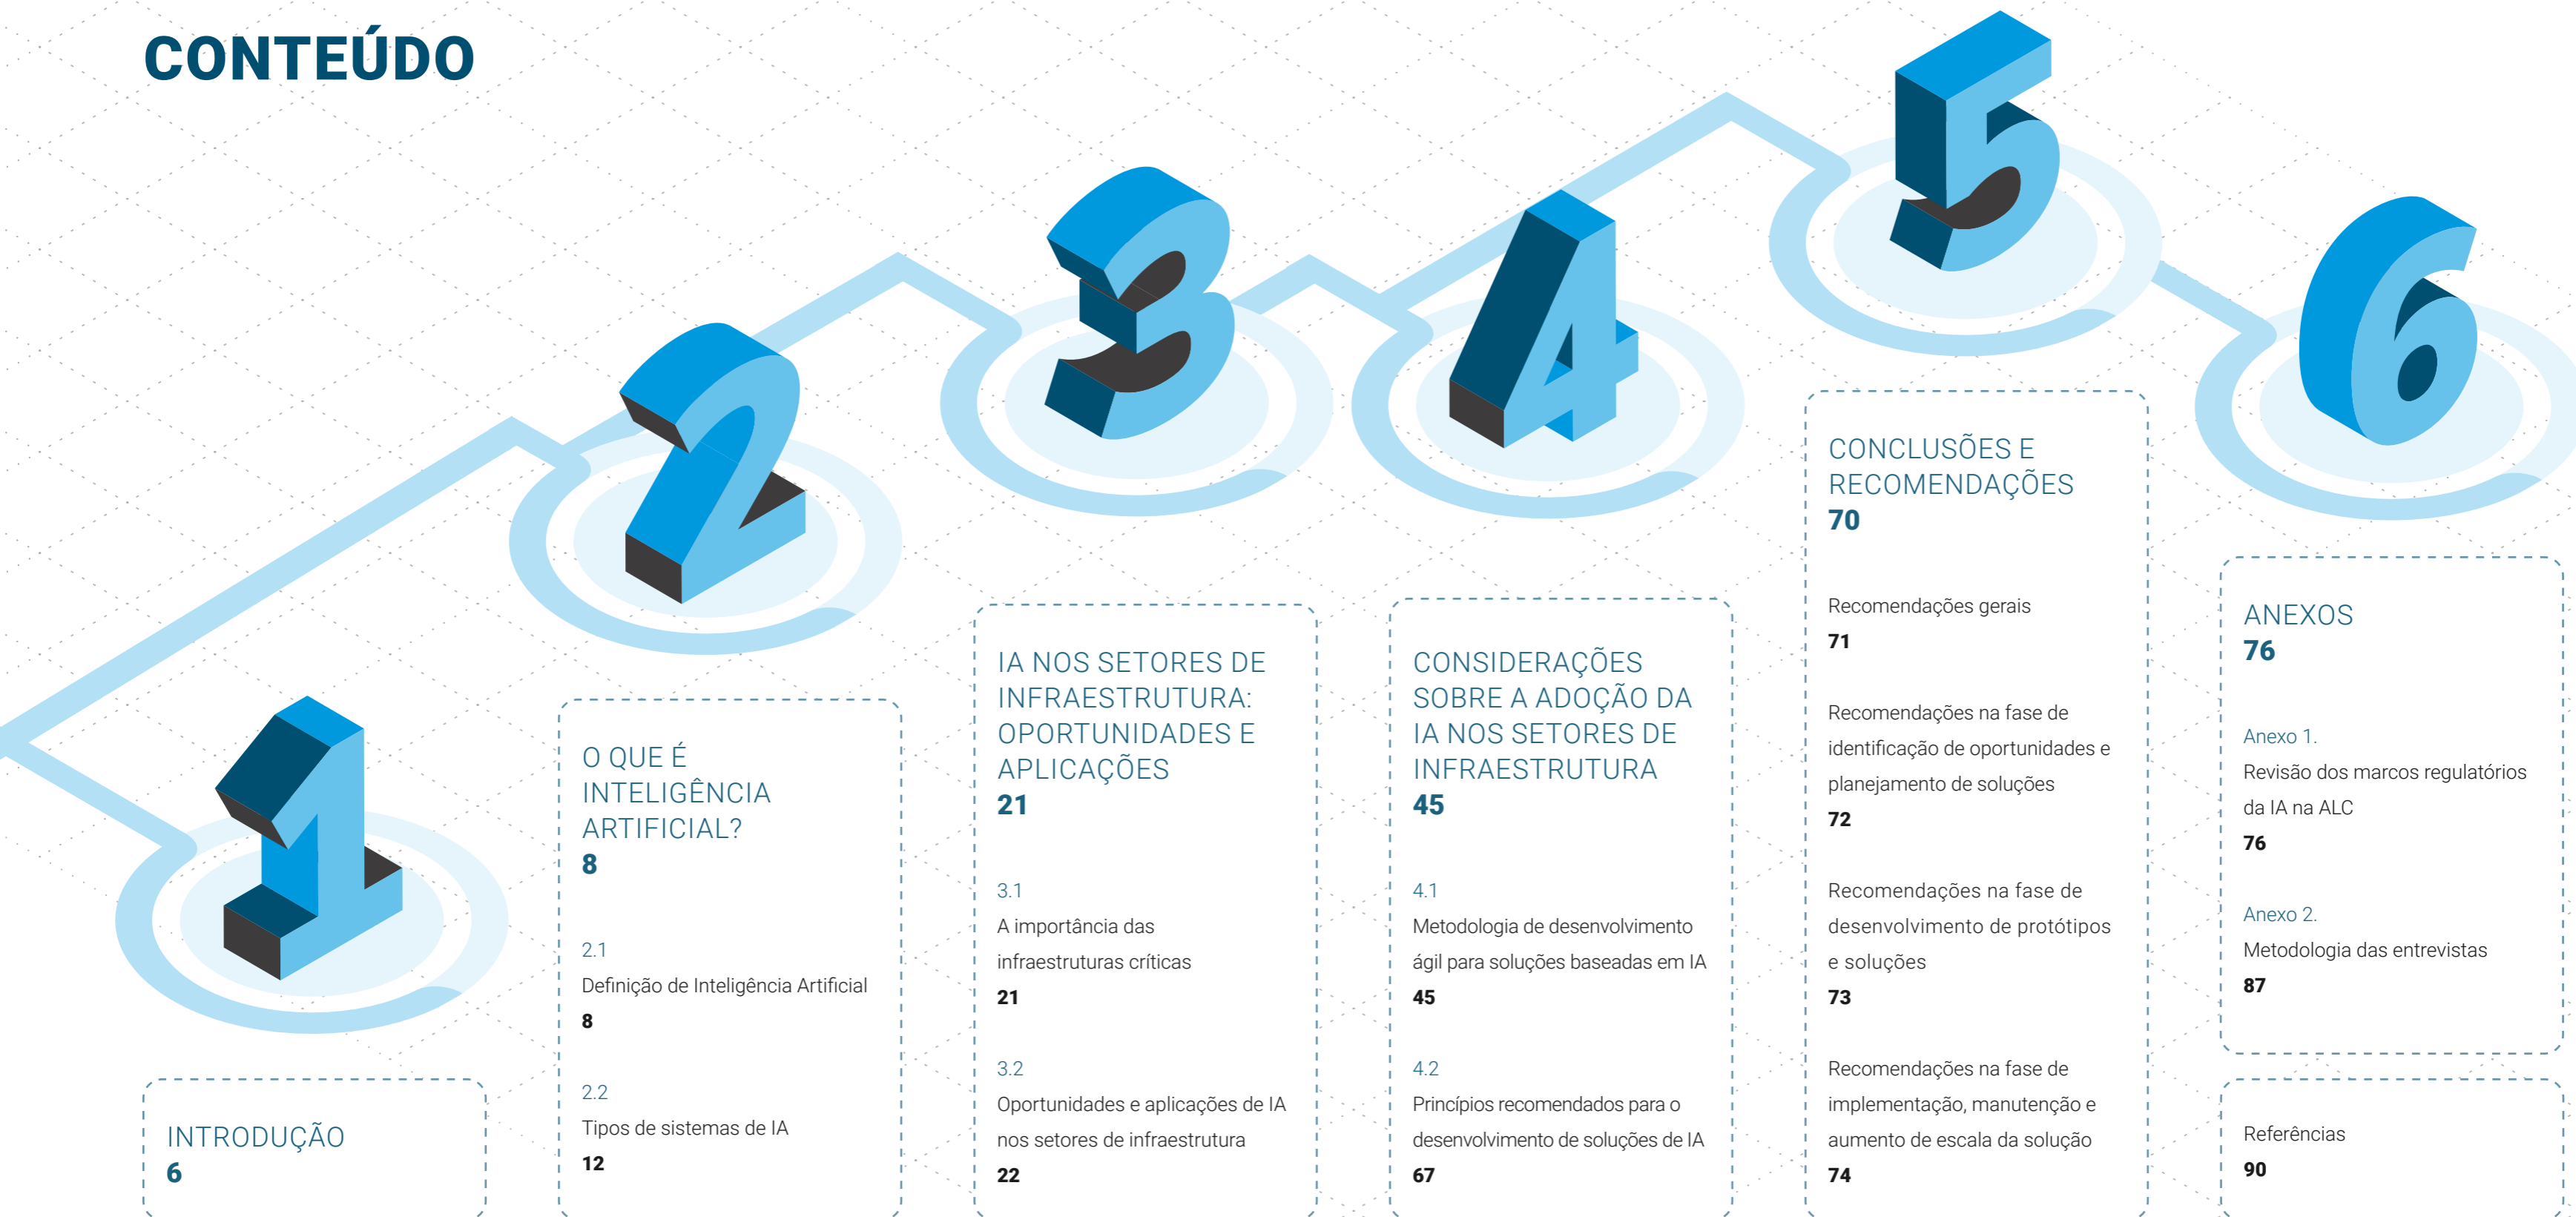 CONTEÚDO
1
INTRODUÇÃO
6
2
O QUE É
INTELIGÊNCIA
ARTIFICIAL?
8
2.1
Definição de Inteligência Artificial
8
2.2
Tipos de sistemas de IA
12
3
IA NOS SETORES DE
INFRAESTRUTURA:
OPORTUNIDADES E
APLICAÇÕES
21
3.1
A importância das
infraestruturas críticas
21
3.2
Oportunidades e aplicações de IA
nos setores de infraestrutura
22
4
CONSIDERAÇÕES
SOBRE A ADOÇÃO DA
IA NOS SETORES DE
INFRAESTRUTURA
45
4.1
Metodologia de desenvolvimento
ágil para soluções baseadas em IA
45
4.2
Princípios recomendados para o
desenvolvimento de soluções de IA
67
5
CONCLUSÕES E
RECOMENDAÇÕES
70
Recomendações gerais
71
Recomendações na fase de
identificação de oportunidades e
planejamento de soluções
72
Recomendações na fase de
desenvolvimento de protótipos
e soluções
73
Recomendações na fase de
implementação, manutenção e
aumento de escala da solução
74
6
ANEXOS
76
Anexo 1.
Revisão dos marcos regulatórios
da IA na ALC
76
Anexo 2.
Metodologia das entrevistas
87
Referências
90